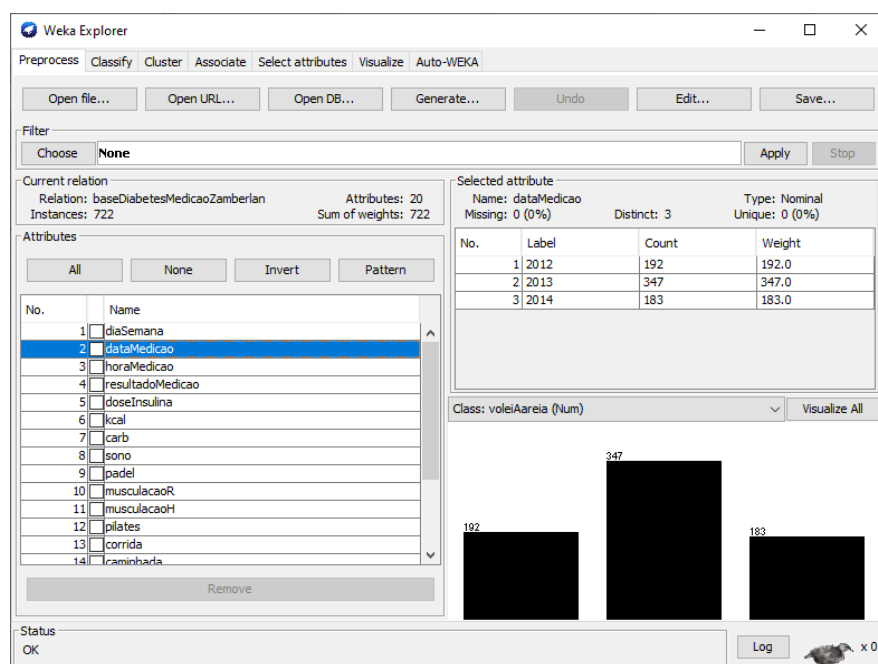 Weka Explorer
Preprocess Classify Cluster Associate Select attributes Visualize Auto-WEKA
Open file... Open URL... Open DB... Generate... Undo Edit... Save...
Filter
Choose None Apply Stop
Current relation
Relation: baseDiabetesMedicaoZamberlan Attributes: 20
Instances: 722 Sum of weights: 722
Attributes
All None Invert Pattern
No. Name
1 diaSemana
2 dataMedicao
3 horaMedicao
4 resultadoMedicao
5 doseInsulina
6 kcal
7 carb
8 sono
9 padel
10 musculacaoR
11 musculacaoH
12 pilates
13 corrida
14 caminhada
Remove
Selected attribute
Name: dataMedicao Type: Nominal
Missing: 0 (0%) Distinct: 3 Unique: 0 (0%)
No. Label Count Weight
1 2012 192 192.0
2 2013 347 347.0
3 2014 183 183.0
Class: voleiAareia (Num) Visualize All
347
192
183
Status
OK
Log x 0